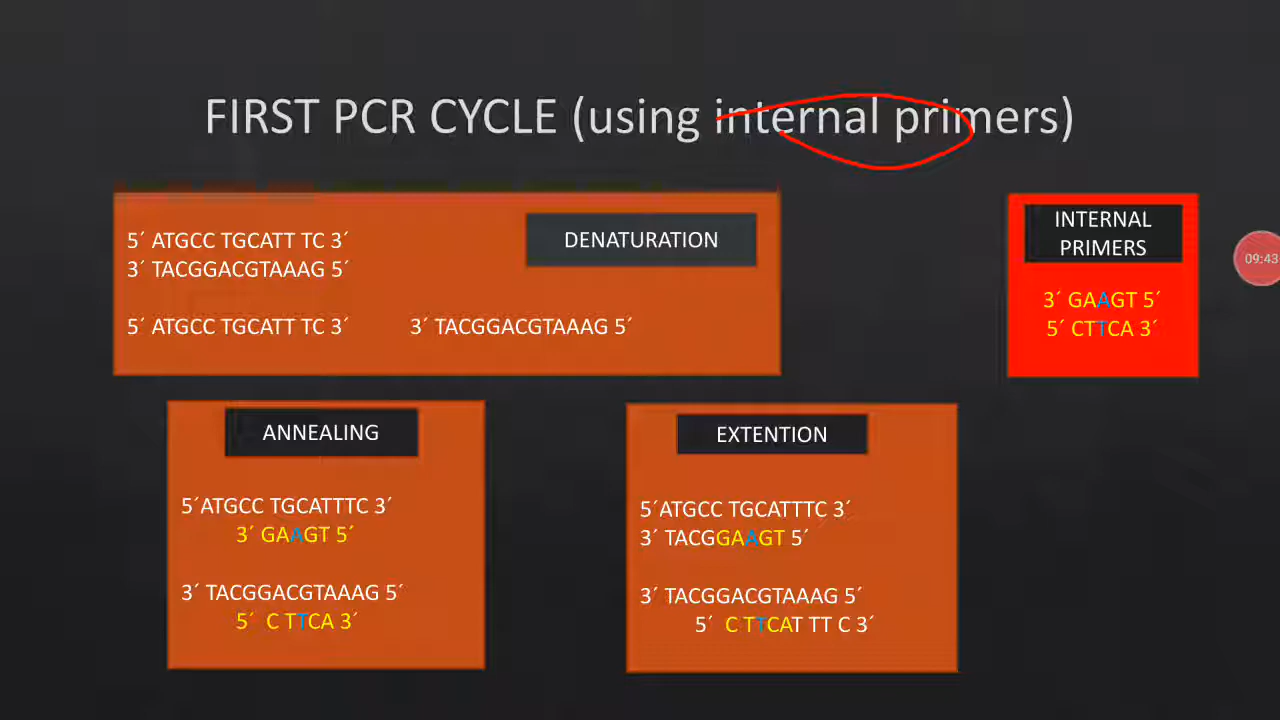 FIRST PCR CYCLE (using internal primers)
5´ ATGCC TGCATT TC 3´
3´ TACGGACGTAAAG 5´
DENATURATION
5´ ATGCC TGCATT TC 3´
3´ TACGGACGTAAAG 5´
INTERNAL
PRIMERS
3´ GAAGT 5´
5´ CTTCA 3´
09:43
ANNEALING
5´ATGCC TGCATTTC 3´
3´ GAAGT 5´
3´ TACGGACGTAAAG 5´
5´ C TTCA 3´
EXTENTION
5´ATGCC TGCATTTC 3´
3´ TACGGAAGT 5´
3´ TACGGACGTAAAG 5´
5´ C TTCAT TT C 3´